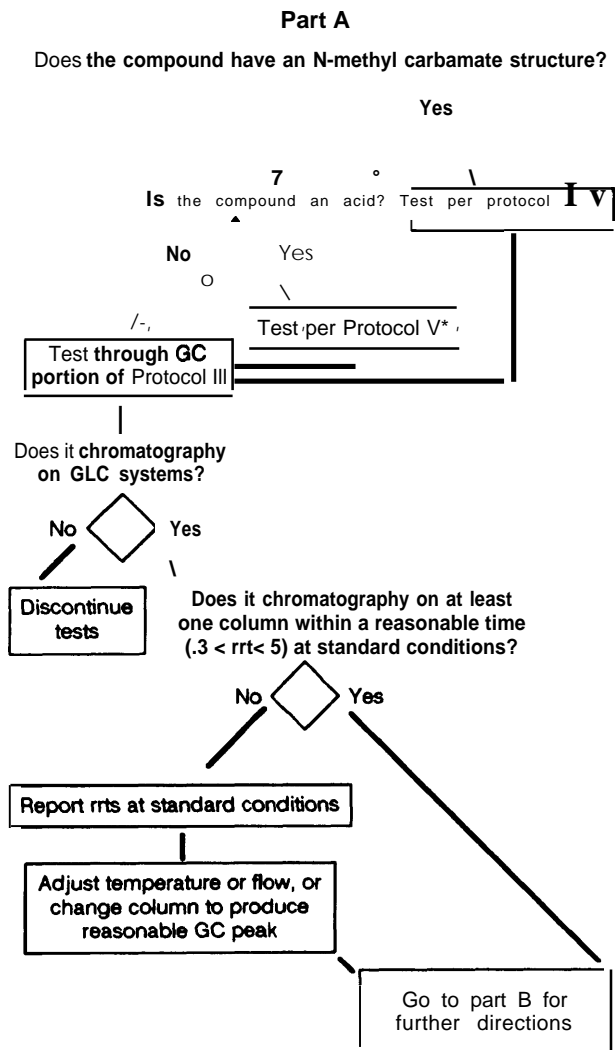 Part A
Does the compound have an N-methyl carbamate structure?
Yes
7 ° \
Is the compound an acid? Test per protocol I v
No Yes
O \
/-,
Test per Protocol V*
Test through GC
portion of Protocol III
Does it chromatography
on GLC systems?
No Yes
\
Discontinue
tests
Does it chromatography on at least
one column within a reasonable time
(.3 < rrt< 5) at standard conditions?
No Yes
Report rrts at standard conditions
Adjust temperature or flow, or
change column to produce
reasonable GC peak
Go to part B for
further directions